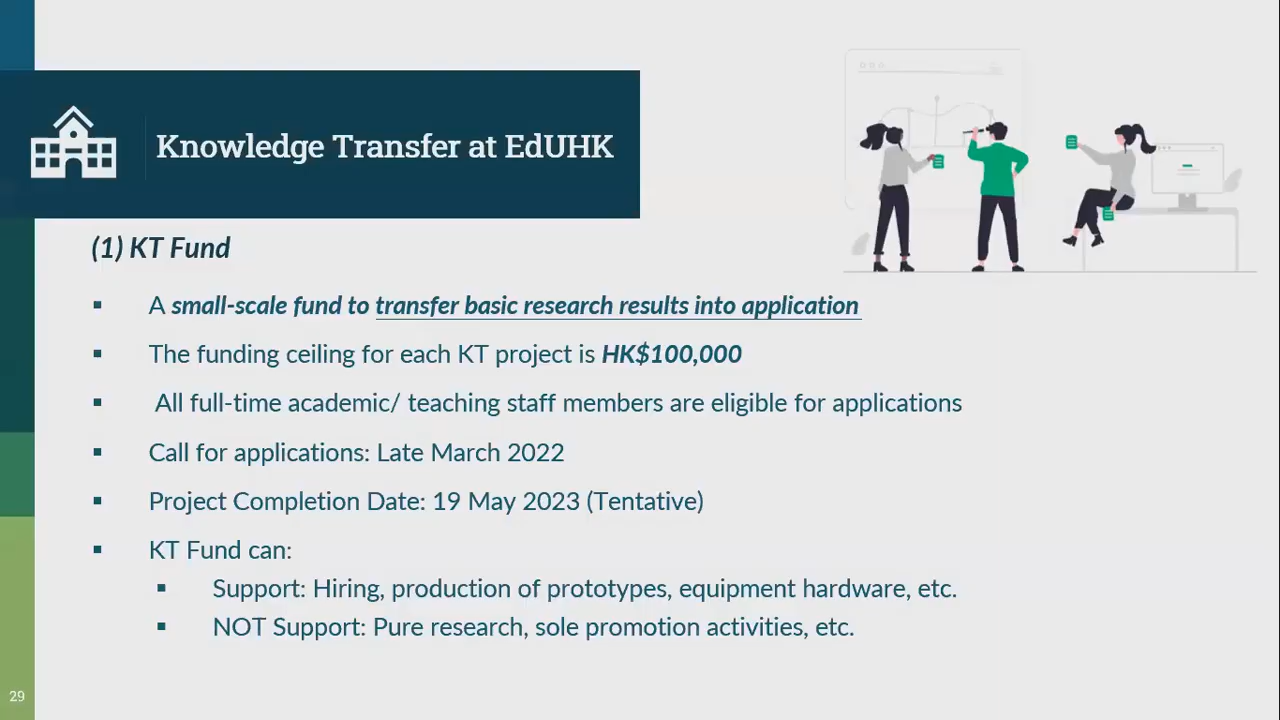 Knowledge Transfer at EdUHK
(1) KT Fund
▪ A small-scale fund to transfer basic research results into application
▪ The funding ceiling for each KT project is HK$100,000
▪ All full-time academic/ teaching staff members are eligible for applications
▪ Call for applications: Late March 2022
▪ Project Completion Date: 19 May 2023 (Tentative)
▪ KT Fund can:
▪ Support: Hiring, production of prototypes, equipment hardware, etc.
▪ NOT Support: Pure research, sole promotion activities, etc.
29